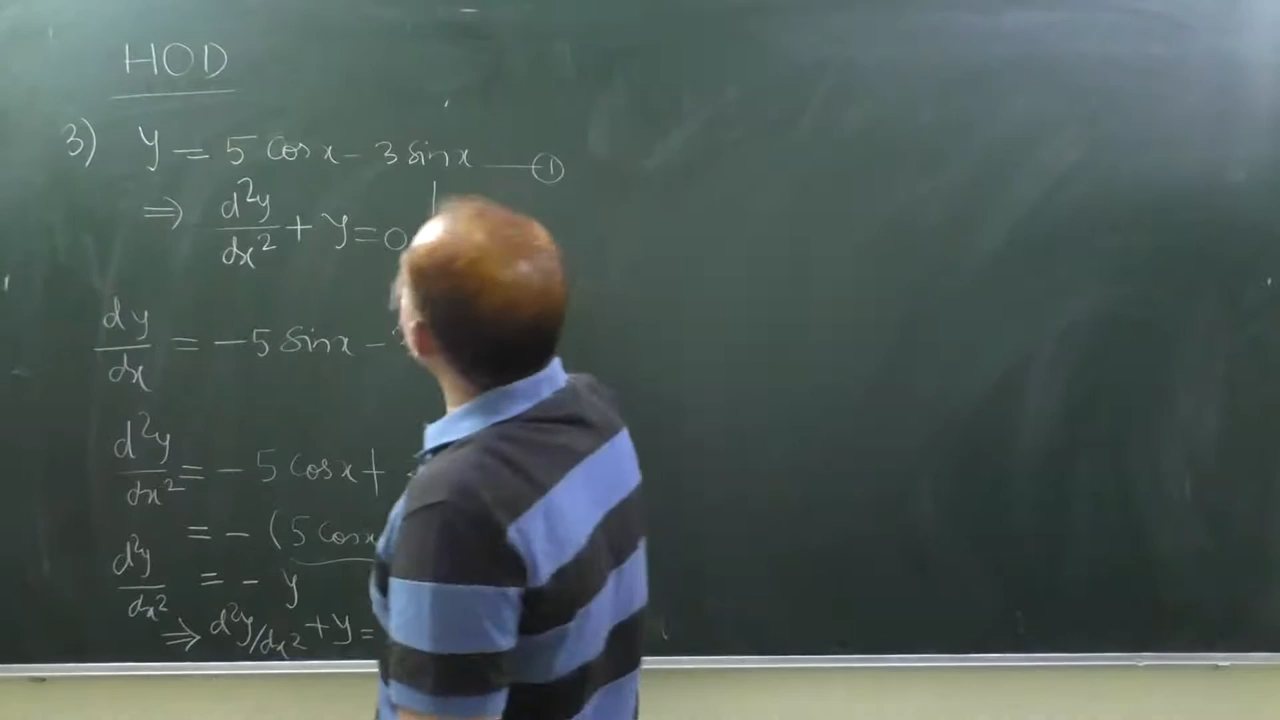 HOD
3) y = 5 cos x - 3 sin x —— ①
⇒ d²y/dx² + y = 0
dy/dx = -5 sin x -
d²y/dx² = - 5 cos x +
= - (5 cos x
d²y/dx² = - y
⇒ d²y/dx² + y =